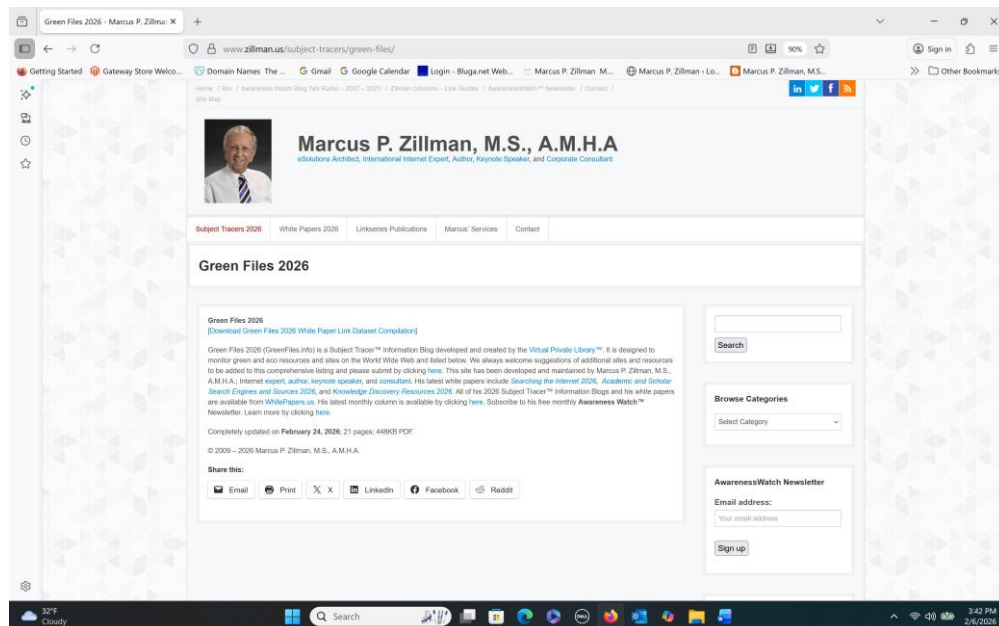 Green Files 2026 - Marcus P. Zillma
www.zillman.us/subject-tracers/green-files/
90%
Sign in
Getting Started
Gateway Store Welco...
Domain Names The ...
Gmail
Google Calendar
Login - Bluga.net Web...
Marcus P. Zillman M...
Marcus P. Zillman › Lo...
Marcus P. Zillman, M.S...
Other Bookmarks
Home / Bio / Awareness Watch Blog Talk Radio – 2007 – 2023 / Zillman Columns – Link Guides / AwarenessWatch™ Newsletter / Contact /
Site Map
Marcus P. Zillman, M.S., A.M.H.A
eSolutions Architect, International Internet Expert, Author, Keynote Speaker, and Corporate Consultant
Subject Tracers 2026
White Papers 2026
Linkseries Publications
Marcus' Services
Contact
Green Files 2026
Green Files 2026
[Download Green Files 2026 White Paper Link Dataset Compilation]
Green Files 2026 (GreenFiles.info) is a Subject Tracer™ Information Blog developed and created by the Virtual Private Library™. It is designed to
monitor green and eco resources and sites on the World Wide Web and listed below. We always welcome suggestions of additional sites and resources
to be added to this comprehensive listing and please submit by clicking here. This site has been developed and maintained by Marcus P. Zillman, M.S.,
A.M.H.A.; Internet expert, author, keynote speaker, and consultant. His latest white papers include Searching the Internet 2026, Academic and Scholar
Search Engines and Sources 2026, and Knowledge Discovery Resources 2026. All of his 2026 Subject Tracer™ Information Blogs and his white papers
are available from WhitePapers.us. His latest monthly column is available by clicking here. Subscribe to his free monthly Awareness Watch™
Newsletter. Learn more by clicking here.
Completely updated on February 24, 2026; 21 pages; 448KB PDF.
© 2009 – 2026 Marcus P. Zillman, M.S., A.M.H.A.
Share this:
Email
Print
X
LinkedIn
Facebook
Reddit
Search
Browse Categories
Select Category
AwarenessWatch Newsletter
Email address:
Your email address
Sign up
32°F
Cloudy
Search
3:42 PM
2/6/2026